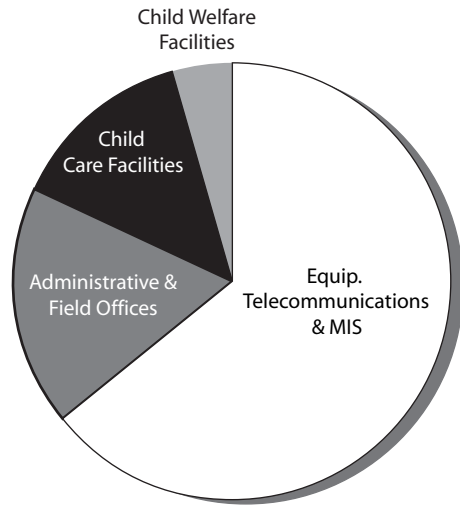 Child Welfare
Facilities
Child
Care Facilities
Administrative &
Field Offices
Equip.
Telecommunications
& MIS